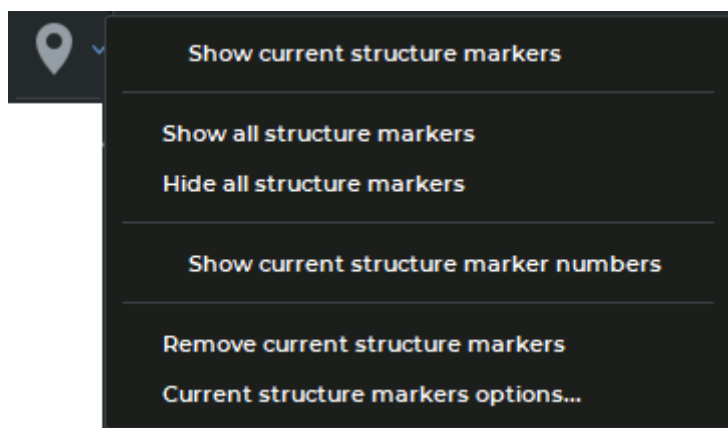 Show current structure markers
Show all structure markers
Hide all structure markers
Show current structure marker numbers
Remove current structure markers
Current structure markers options...